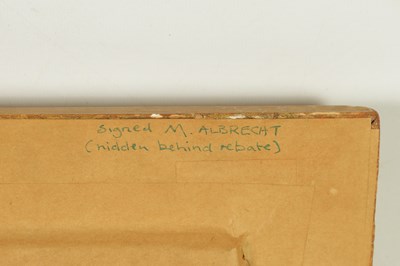 Signed M. ALBRECHT
(hidden behind rebate)